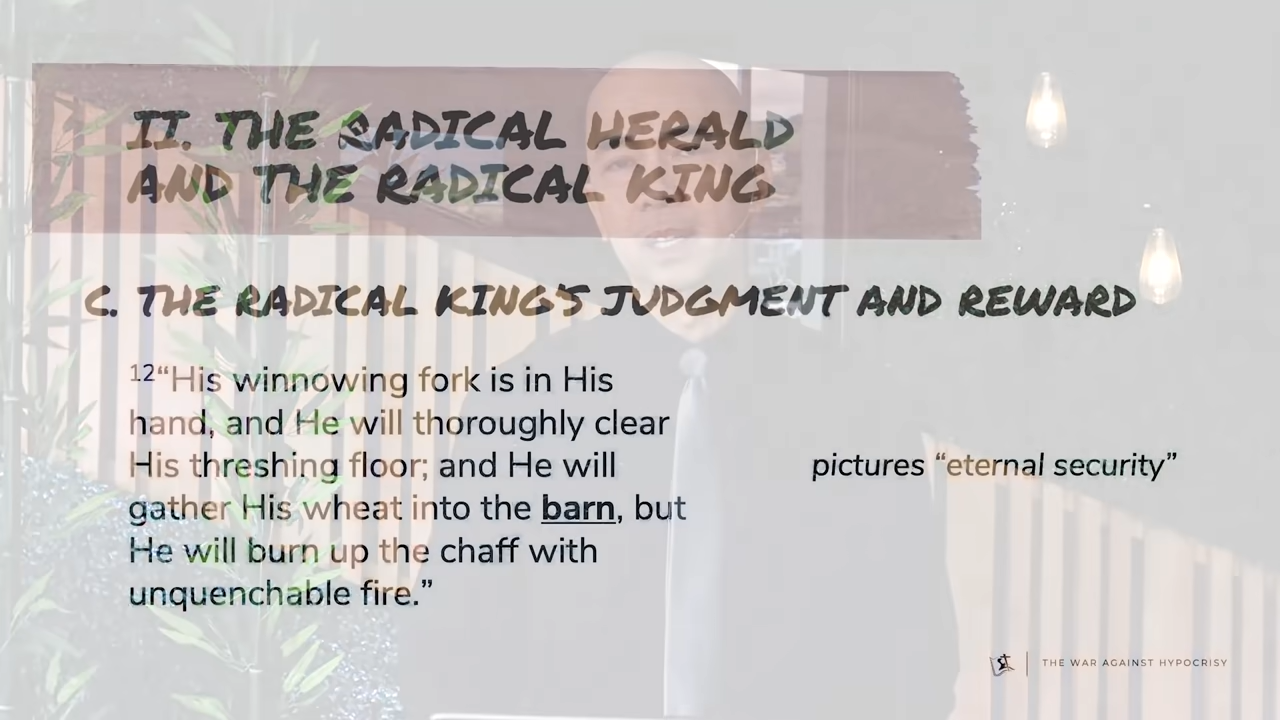 II. THE RADICAL HERALD
AND THE RADICAL KING
C. THE RADICAL KING'S JUDGMENT AND REWARD
12“His winnowing fork is in His
hand, and He will thoroughly clear
His threshing floor; and He will
gather His wheat into the barn, but
He will burn up the chaff with
unquenchable fire.”
pictures “eternal security”
THE WAR AGAINST HYPOCRISY